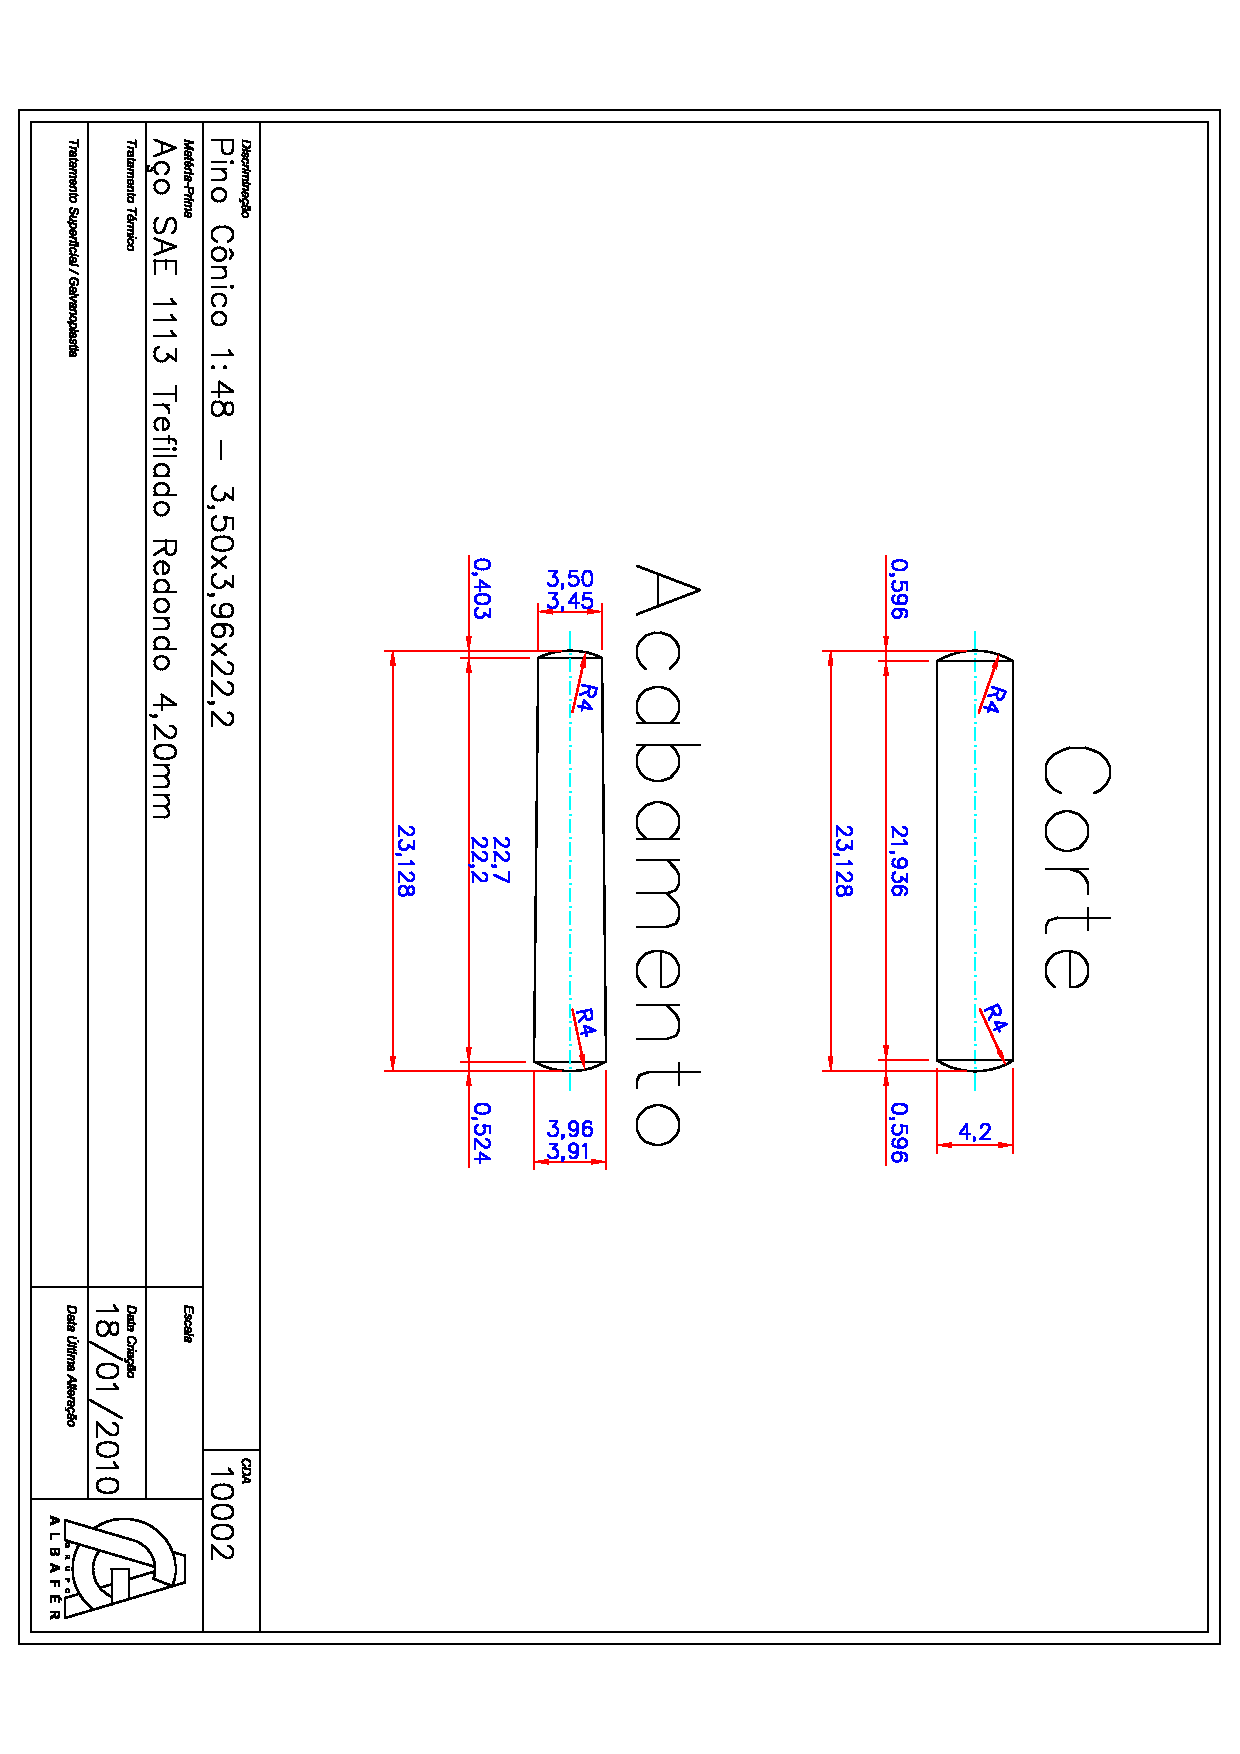 Corte
0,596
21,936
0,596
23,128
R4
R4
4,2
Acabamento
3,50
3,45
R4
R4
3,96
3,91
0,403
22,7
22,2
0,524
23,128
Discriminação
Pino Cônico 1:48 - 3,50x3,96x22,2
CDA
10002
Matéria-Prima
Aço SAE 1113 Trefilado Redondo 4,20mm
Escala
Tratamento Térmico
Data Criação
18/01/2010
Tratamento Superficial / Galvanoplastia
Data Última Alteração
GRUPO
ALBAFÉR